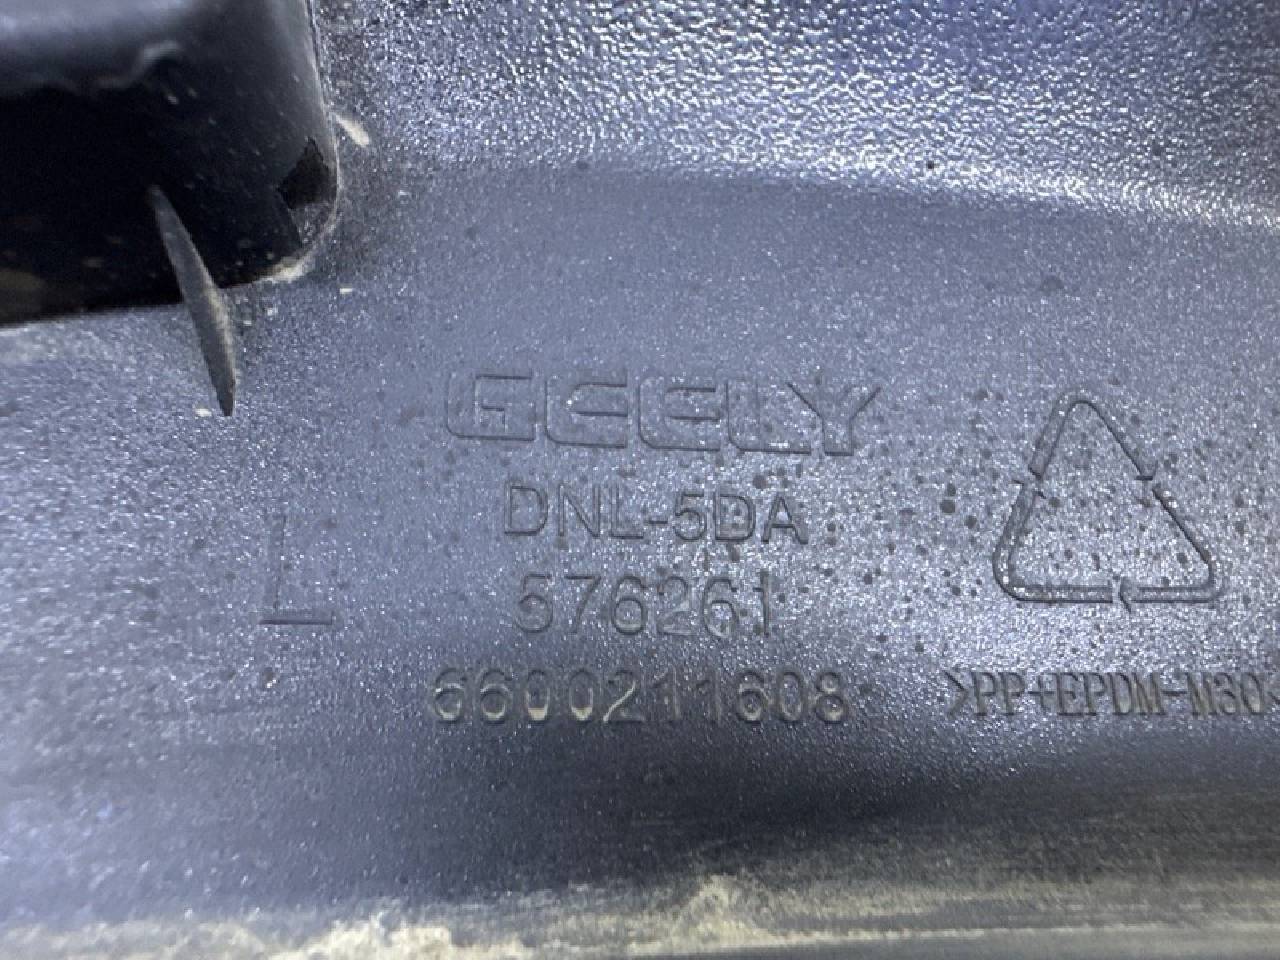 GEELY
DNL-5DA
L
576261
6600211608
>PP+EPDM-M30<